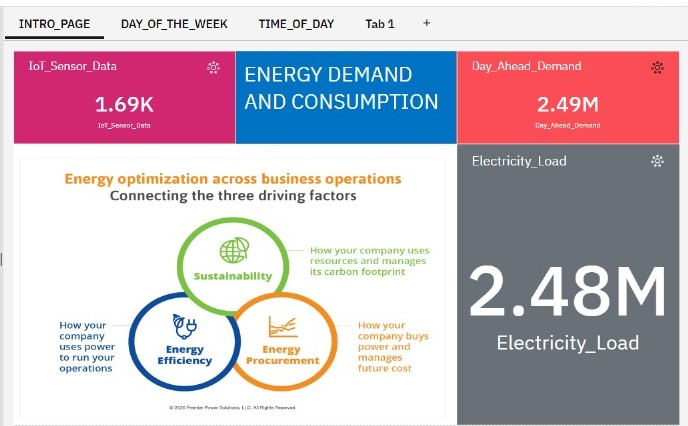 INTRO_PAGE DAY_OF_THE_WEEK TIME_OF_DAY Tab 1 +
IoT_Sensor_Data
1.69K
IoT_Sensor_Data
ENERGY DEMAND
AND CONSUMPTION
Day_Ahead_Demand
2.49M
Day_Ahead_Demand
Energy optimization across business operations
Connecting the three driving factors
Sustainability
How your company uses
resources and manages
its carbon footprint
How your
company
uses power
to run your
operations
Energy
Efficiency
Energy
Procurement
How your
company buys
power and
manages
future cost
© 2020 Premier Power Solutions, LLC. All Rights Reserved.
Electricity_Load
2.48M
Electricity_Load